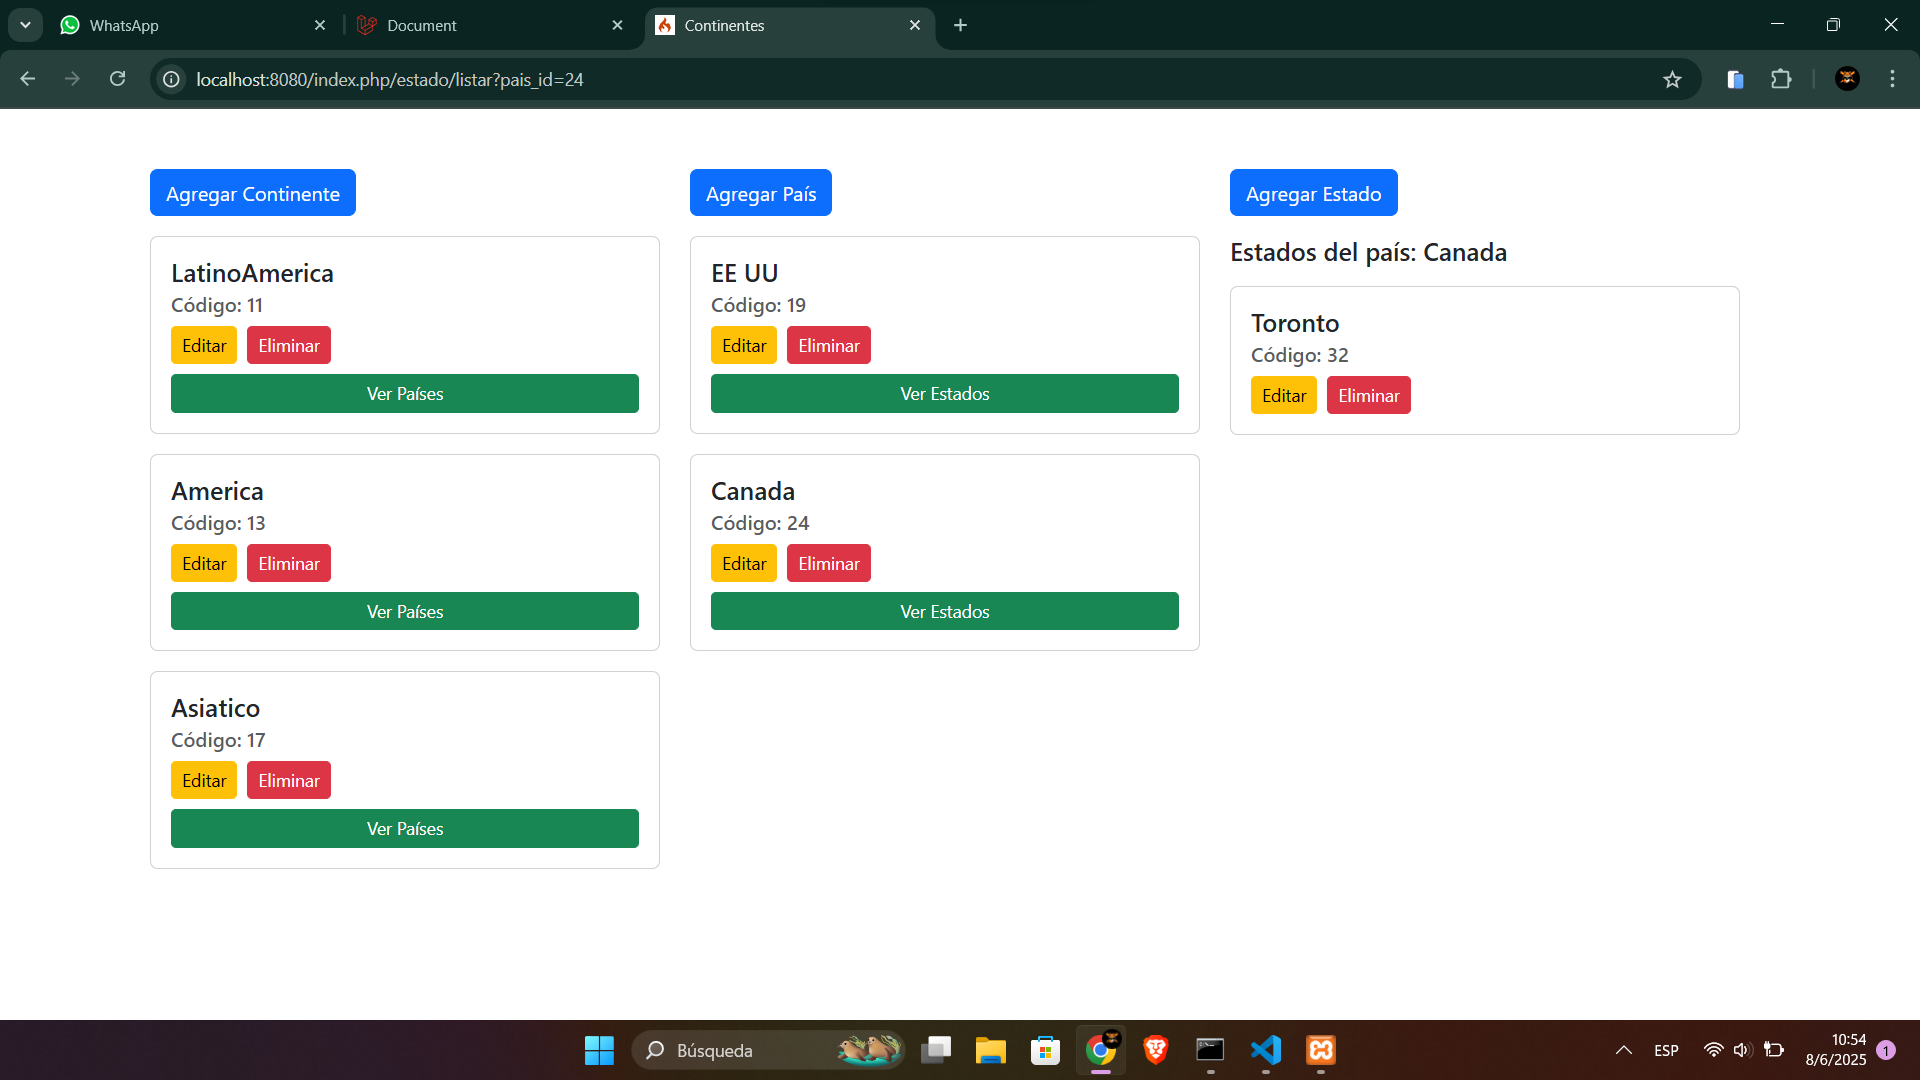 WhatsApp
Document
Continentes
localhost:8080/index.php/estado/listar?pais_id=24
Agregar Continente
LatinoAmerica
Código: 11
Editar Eliminar
Ver Países
America
Código: 13
Editar Eliminar
Ver Países
Asiatico
Código: 17
Editar Eliminar
Ver Países
Agregar País
EE UU
Código: 19
Editar Eliminar
Ver Estados
Canada
Código: 24
Editar Eliminar
Ver Estados
Agregar Estado
Estados del país: Canada
Toronto
Código: 32
Editar Eliminar
Búsqueda
ESP
10:54
8/6/2025
1